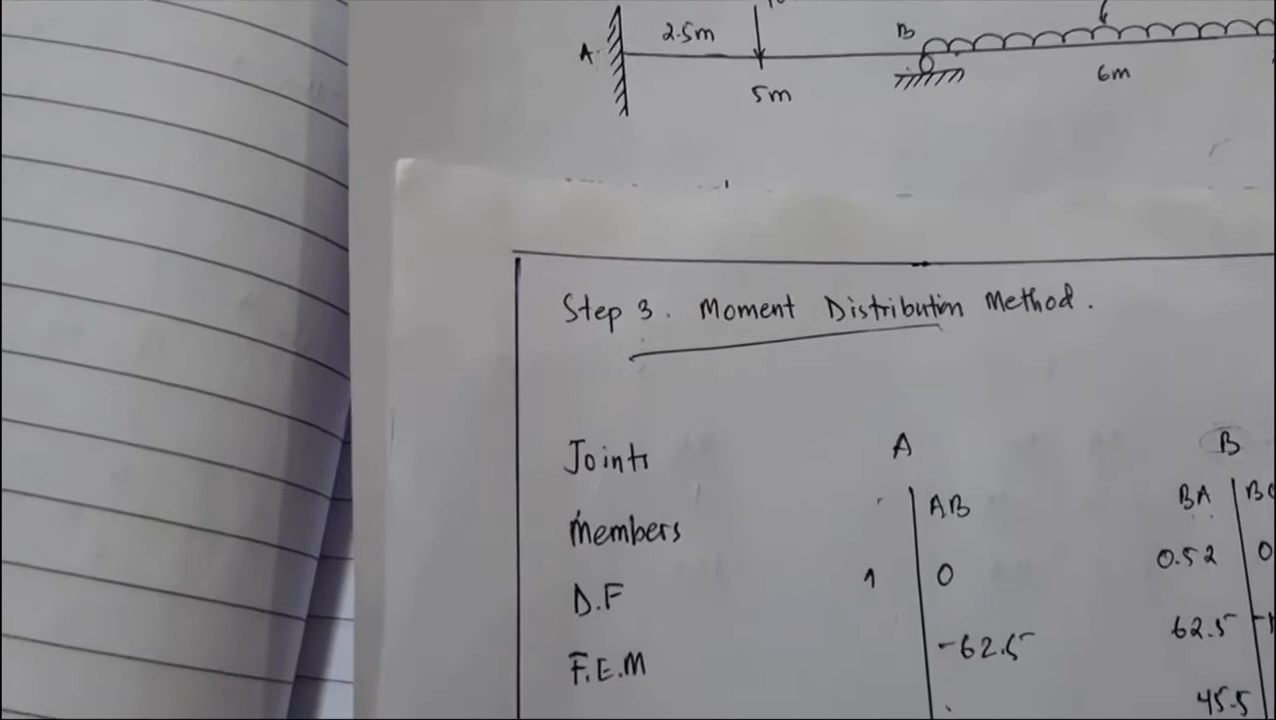 A 2.5m B
5m 6m
Step 3. Moment Distribution Method.
Joints A B
Members AB BA
D.F 1 0 0.52
F.E.M -62.5 62.5
45.5